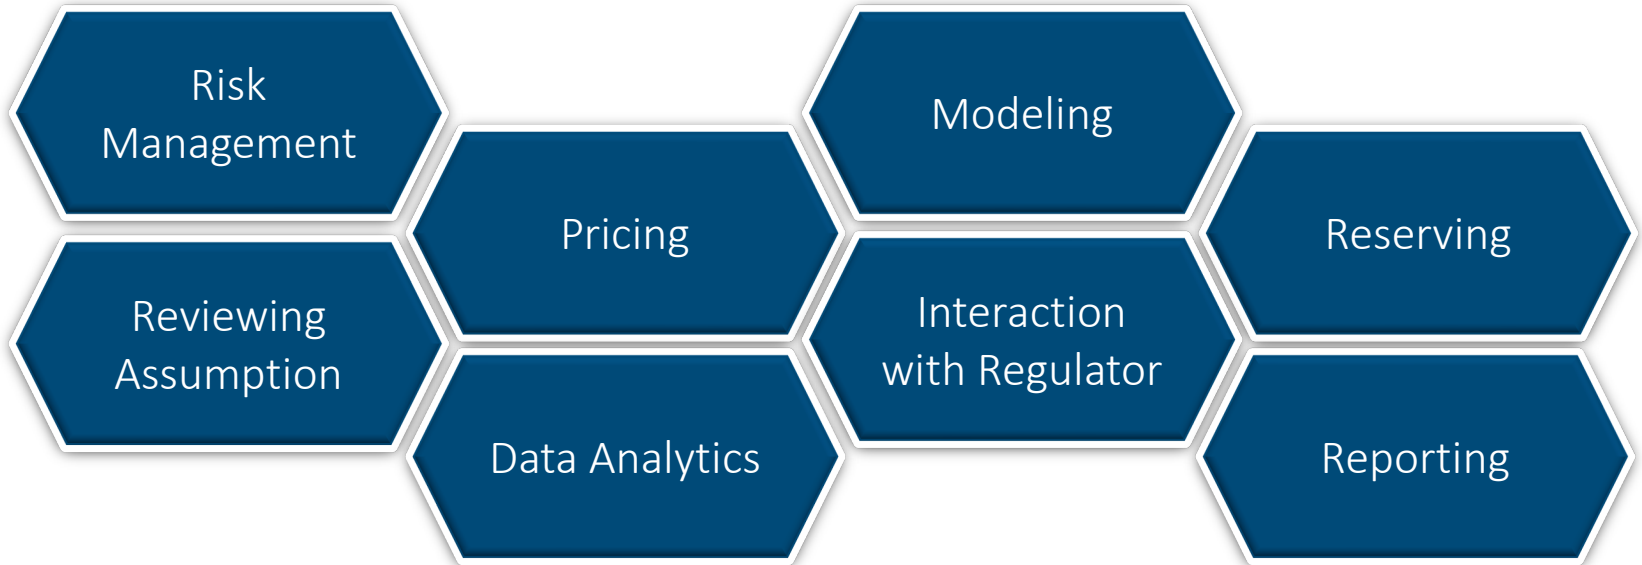 Risk
Management
Reviewing
Assumption
Pricing
Data Analytics
Modeling
Interaction
with Regulator
Reserving
Reporting